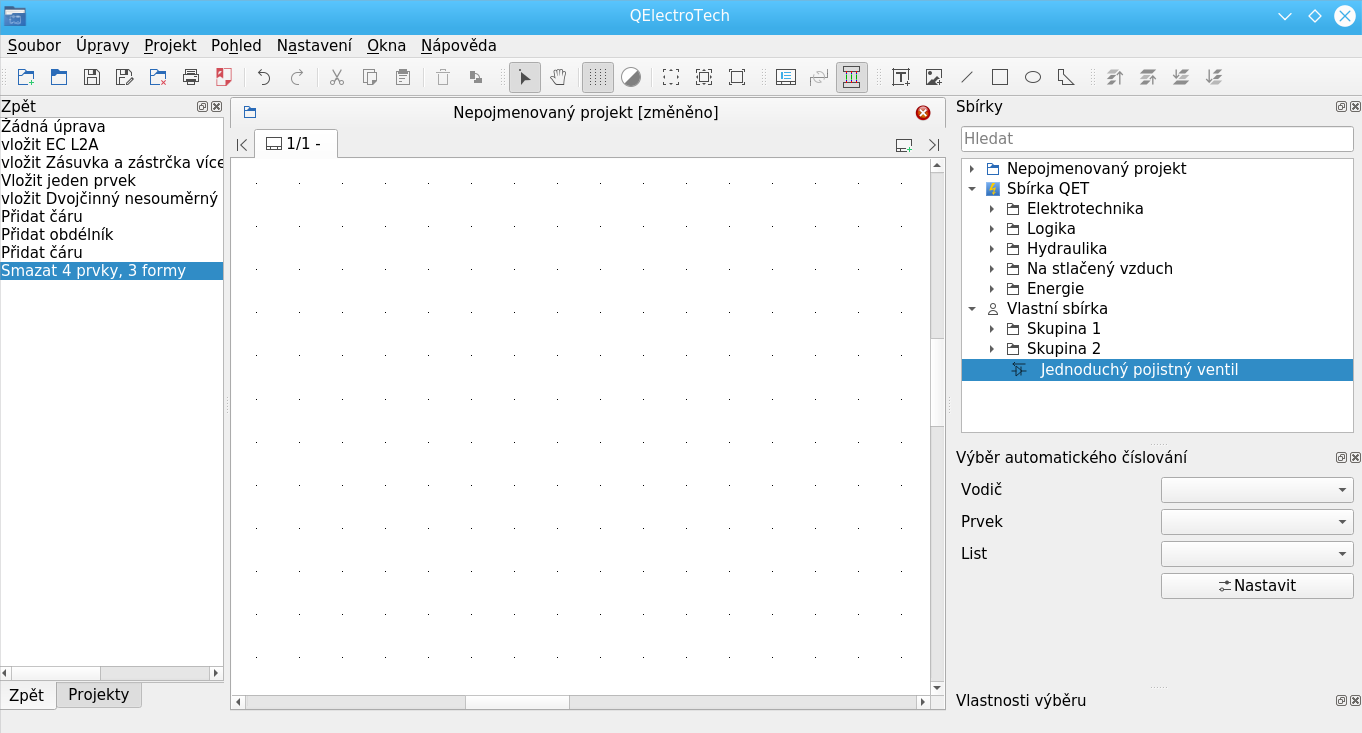 QElectroTech
Soubor Úpravy Projekt Pohled Nastavení Okna Nápověda
Zpět
Žádná úprava
vložit EC L2A
vložit Zásuvka a zástrčka více
Vložit jeden prvek
vložit Dvojčinný nesouměrný
Přidat čáru
Přidat obdélník
Přidat čáru
Smazat 4 prvky, 3 formy
Zpět Projekty
Nepojmenovaný projekt [změněno]
1/1 -
Sbírky
Hledat
Nepojmenovaný projekt
Sbírka QET
Elektrotechnika
Logika
Hydraulika
Na stlačený vzduch
Energie
Vlastní sbírka
Skupina 1
Skupina 2
Jednoduchý pojistný ventil
Výběr automatického číslování
Vodič
Prvek
List
Nastavit
Vlastnosti výběru